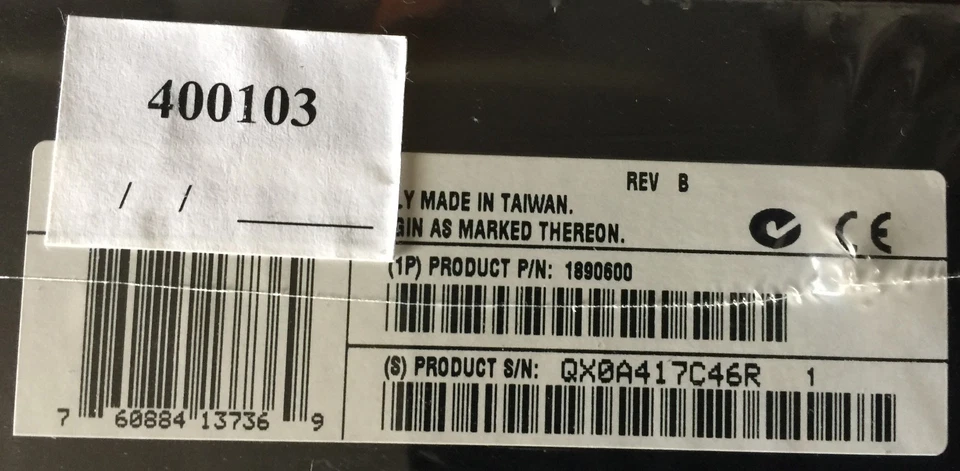 400103
/ /
REV B
LY MADE IN TAIWAN.
GIN AS MARKED THEREON.
CE
(1P) PRODUCT P/N: 1890600
(S) PRODUCT S/N: QX0A417C46R 1
7 60884 13736 9